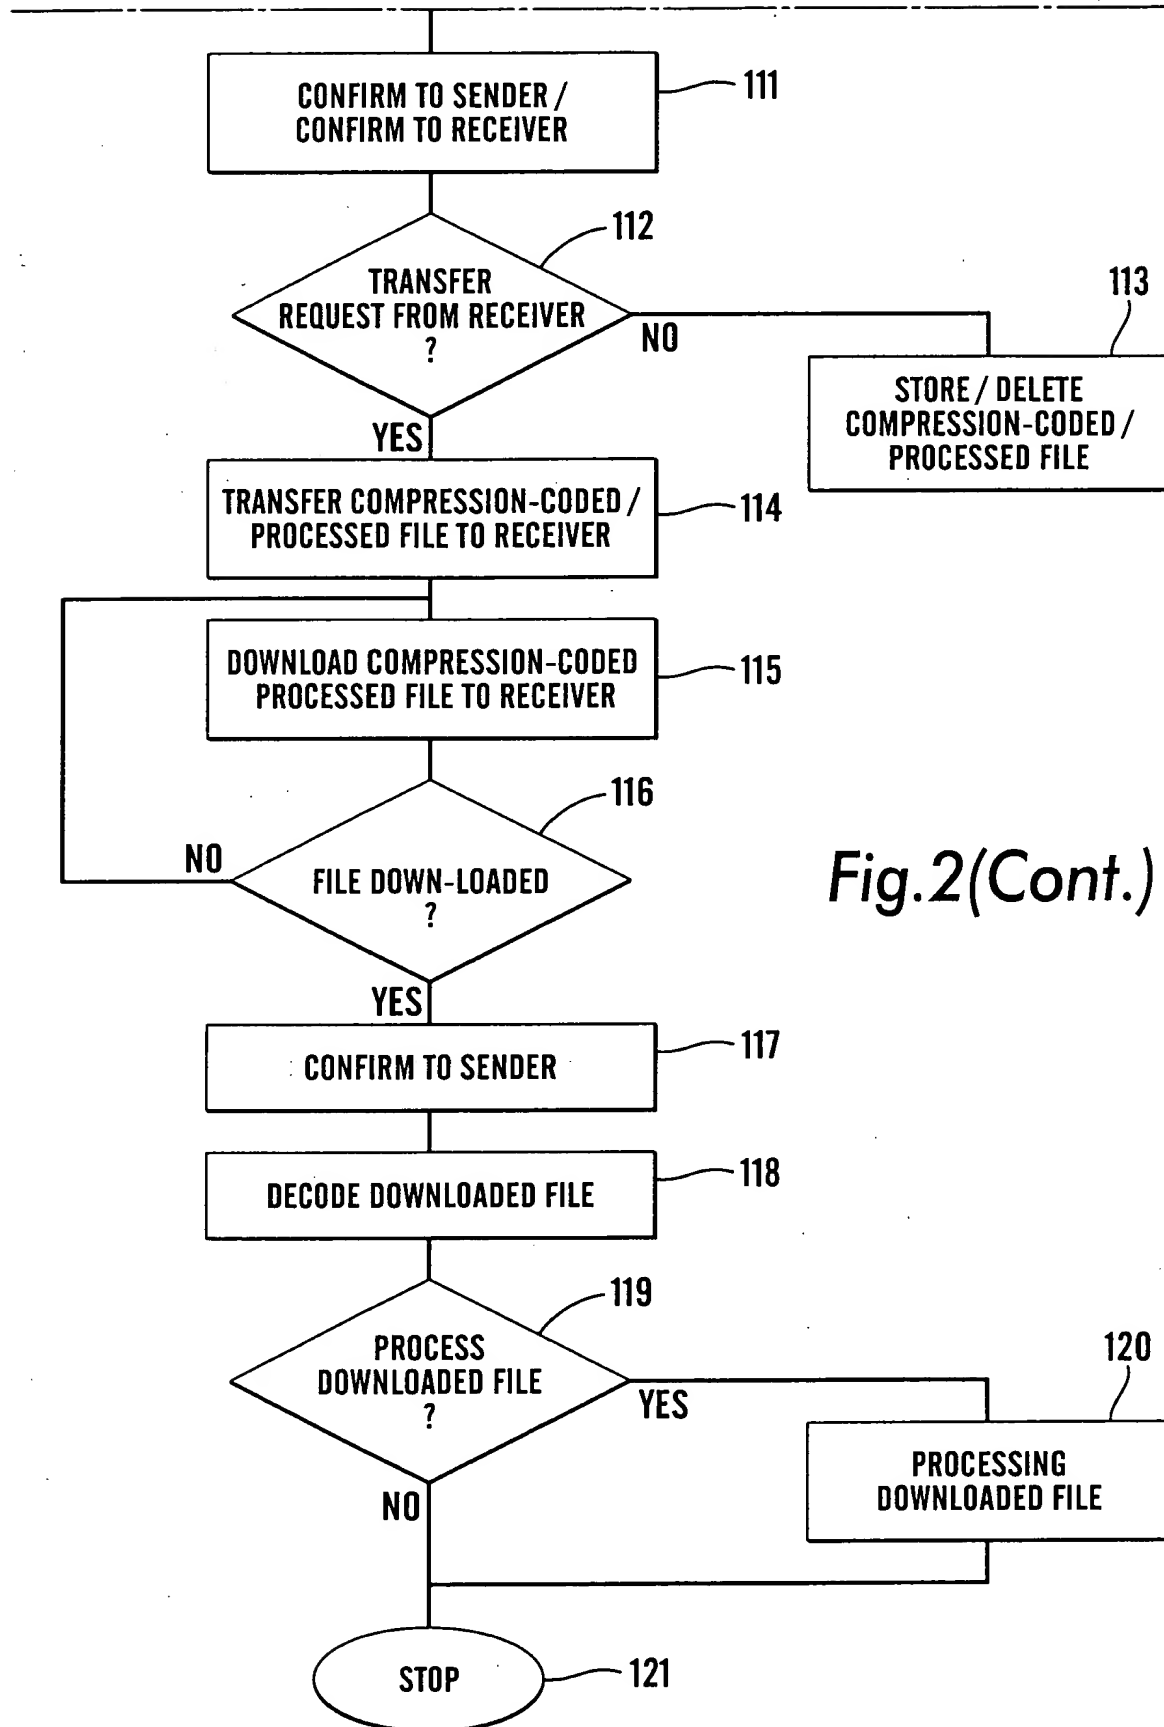 CONFIRM TO SENDER /
CONFIRM TO RECEIVER
111
TRANSFER
REQUEST FROM RECEIVER
?
112
NO
113
STORE / DELETE
COMPRESSION-CODED /
PROCESSED FILE
YES
TRANSFER COMPRESSION-CODED /
PROCESSED FILE TO RECEIVER
114
DOWNLOAD COMPRESSION-CODED
PROCESSED FILE TO RECEIVER
115
116
NO
FILE DOWN-LOADED
?
Fig.2(Cont.)
YES
CONFIRM TO SENDER
117
DECODE DOWNLOADED FILE
118
119
PROCESS
DOWNLOADED FILE
?
YES
120
PROCESSING
DOWNLOADED FILE
NO
STOP
121